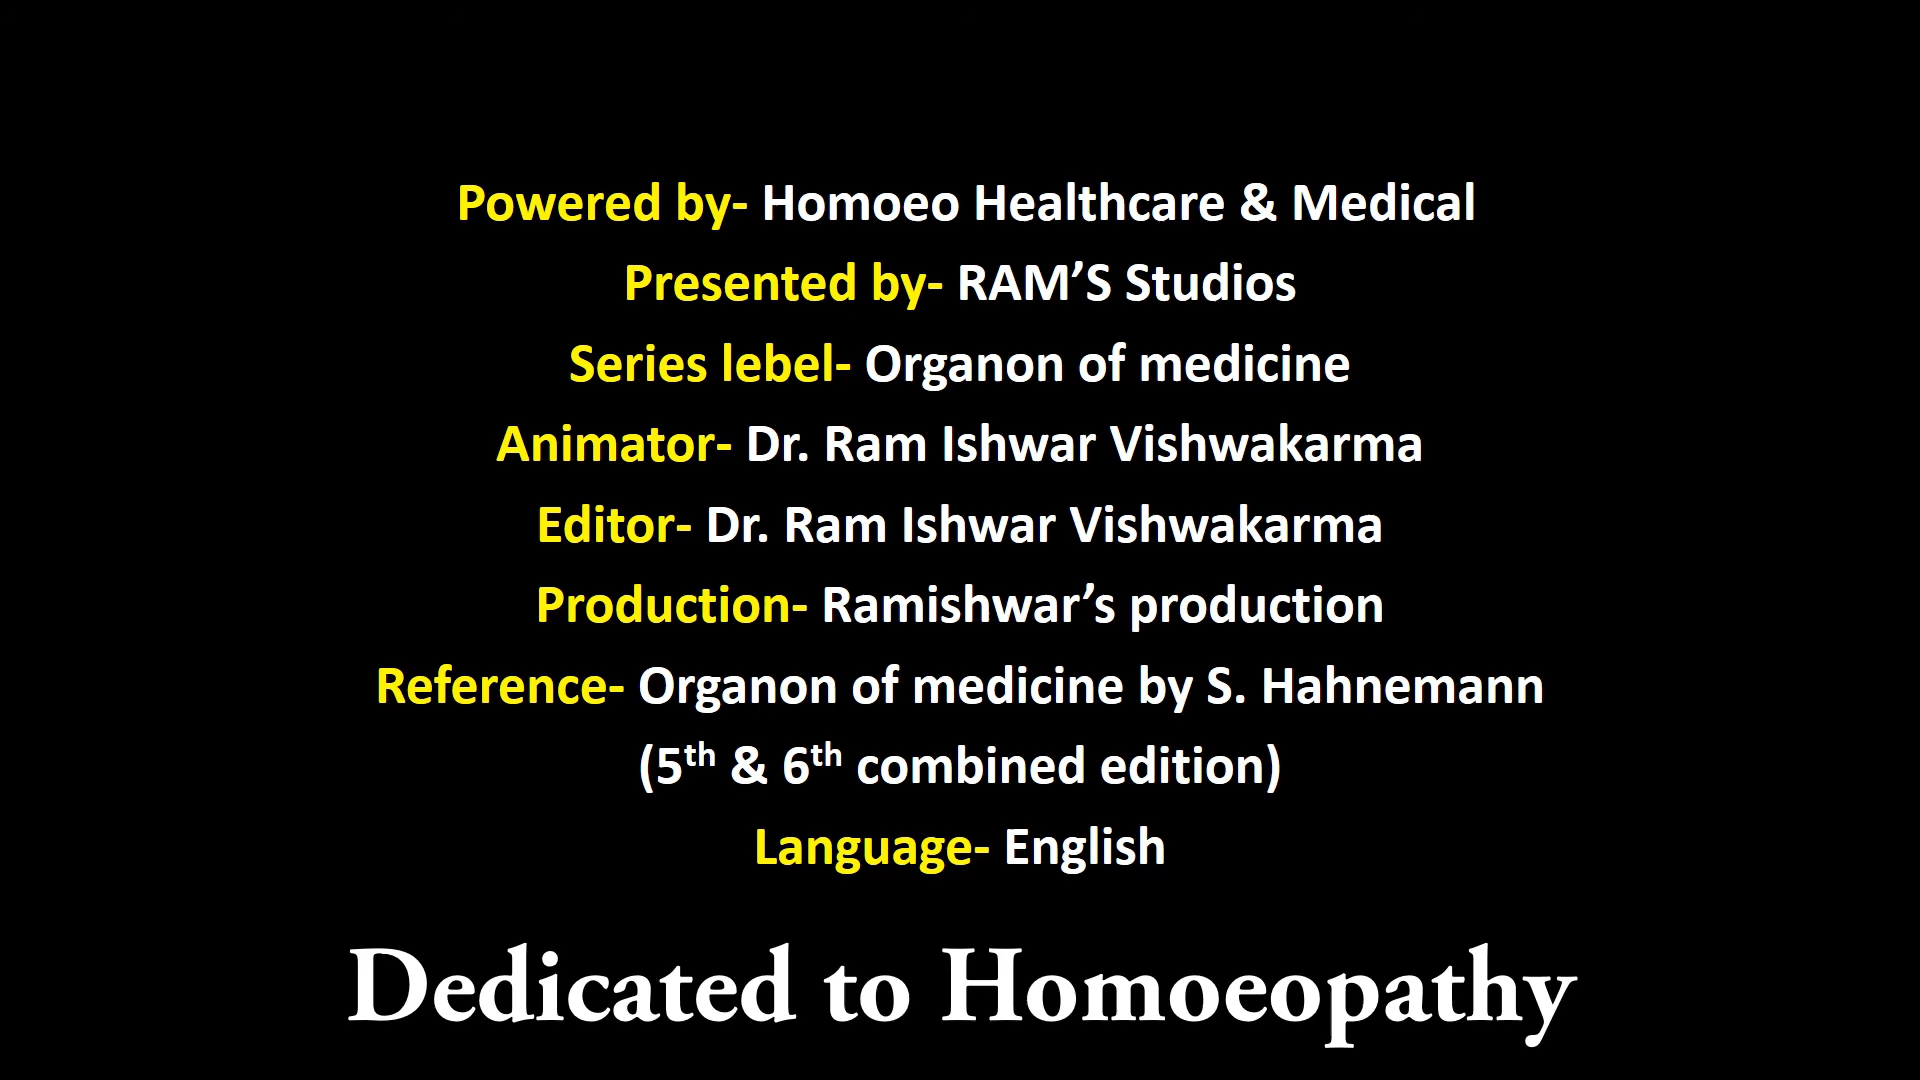 Powered by- Homoeo Healthcare & Medical
Presented by- RAM’S Studios
Series lebel- Organon of medicine
Animator- Dr. Ram Ishwar Vishwakarma
Editor- Dr. Ram Ishwar Vishwakarma
Production- Ramishwar’s production
Reference- Organon of medicine by S. Hahnemann
(5th & 6th combined edition)
Language- English
Dedicated to Homoeopathy